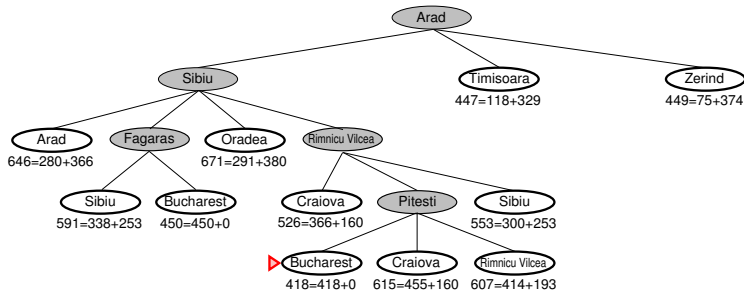 Arad
Sibiu
Timisoara
Zerind
447=118+329
449=75+374
Arad
Fagaras
Oradea
Rimnicu Vilcea
646=280+366
671=291+380
Sibiu
Bucharest
Craiova
Pitesti
Sibiu
591=338+253
450=450+0
526=366+160
553=300+253
Bucharest
Craiova
Rimnicu Vilcea
418=418+0
615=455+160
607=414+193